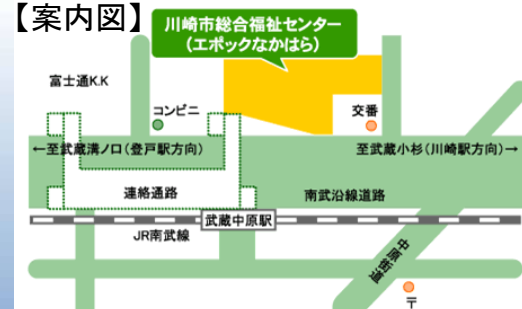 【案内図】
川崎市総合福祉センター
（エポックなかはら）
富士通K.K
コンビニ
交番
←至武蔵溝ノ口（登戸駅方向）
至武蔵小杉（川崎駅方向）→
連絡通路
南武沿線道路
武蔵中原駅
JR南武線
中原街道
〒